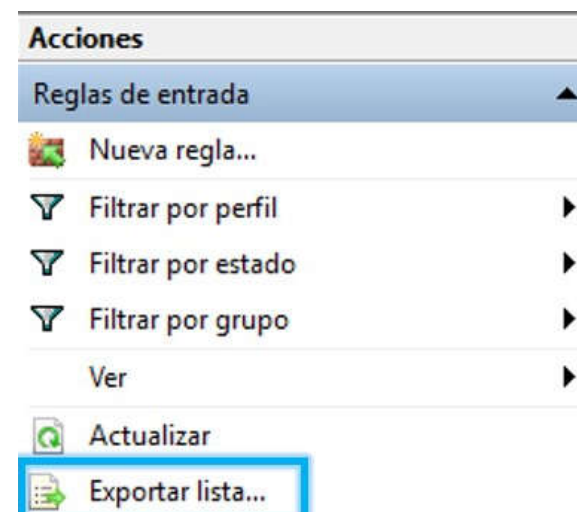 Acciones
Reglas de entrada
Nueva regla...
Filtrar por perfil
Filtrar por estado
Filtrar por grupo
Ver
Actualizar
Exportar lista...